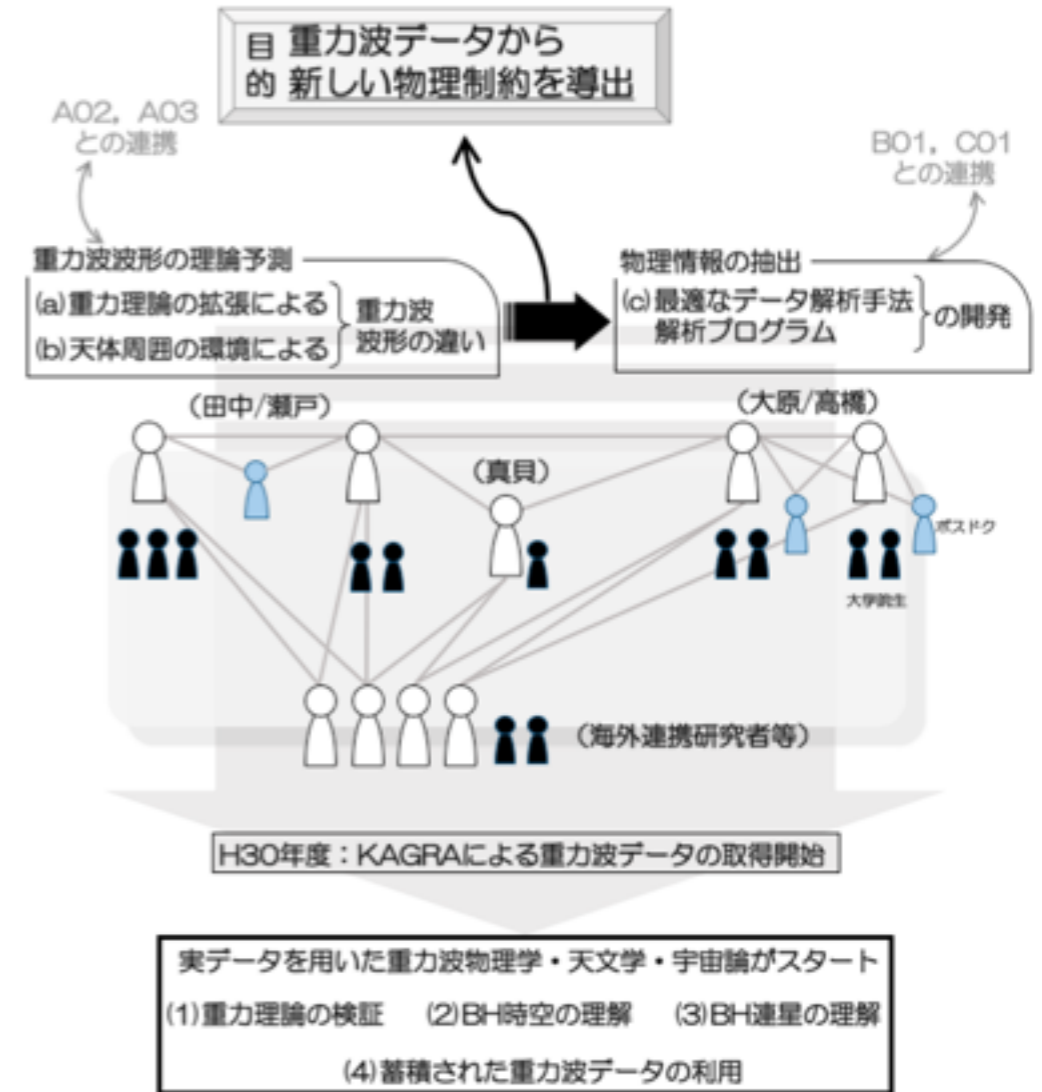 目 重力波データから
的 新しい物理制約を導出
A02, A03
との連携
B01, C01
との連携
重力波波形の理論予測
(a)重力理論の拡張による
(b)天体周囲の環境による
重力波
波形の違い
物理情報の抽出
(c)最適なデータ解析手法
解析プログラム
の開発
(田中/瀬戸)
(大原/高橋)
(真貝)
ポスドク
大学院生
(海外連携研究者等)
H30年度:KAGRAによる重力波データの取得開始
実データを用いた重力波物理学・天文学・宇宙論がスタート
(1)重力理論の検証 (2)BH時空の理解 (3)BH連星の理解
(4)蓄積された重力波データの利用